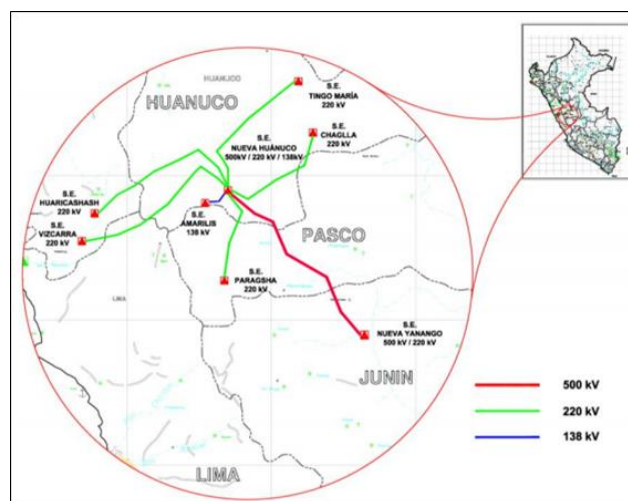 HUANUCO
HUANUCO
S.E.
TINGO MARÍA
220 kV
S.E.
CHAGLLA
220 kV
S.E.
NUEVA HUÁNUCO
500kV / 220 kV / 138kV
S.E.
HUARICASHASH
220 kV
S.E.
VIZCARRA
220 kV
S.E.
AMARILIS
138 kV
PASCO
S.E.
PARAGSHA
220 kV
LIMA
S.E.
NUEVA YANANGO
500 kV / 220 kV
JUNIN
LIMA
500 kV
220 kV
138 kV